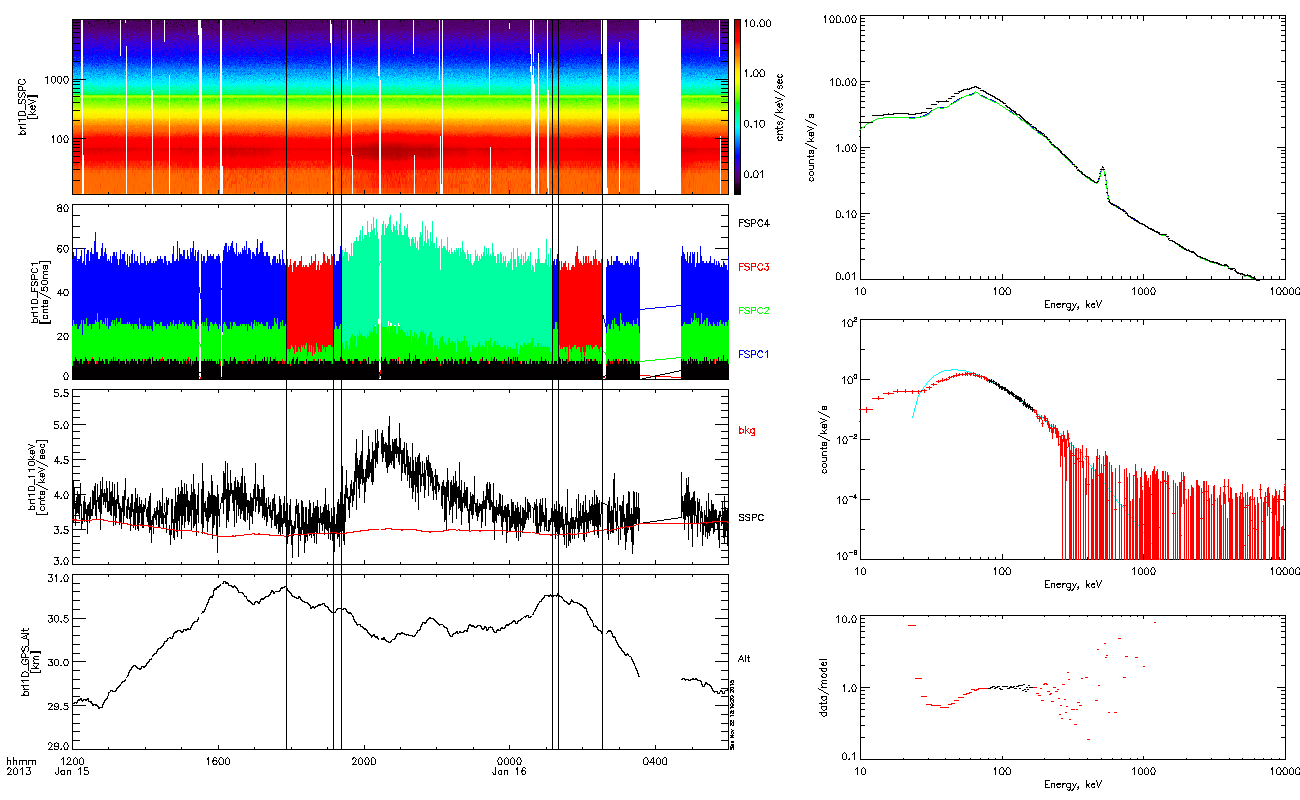 brl1D_SSPC
[keV]
1000
100
10.00
1.00
0.10
0.01
cnts/keV/sec
brl1D_FSPC1
[cnts/50ms]
80
60
40
20
0
FSPC4
FSPC3
FSPC2
FSPC1
brl1D_110keV
[cnts/keV/sec]
5.5
5.0
4.5
4.0
3.5
3.0
bkg
SSPC
brl1D_GPS_Alt
[km]
31.0
30.5
30.0
29.5
29.0
Alt
hhmm
2013
1200
Jan 15
1600
2000
0000
Jan 16
0400
counts/keV/s
100.00
10.00
1.00
0.10
0.01
10
100
1000
10000
Energy, keV
counts/keV/s
10²
10⁰
10⁻²
10⁻⁴
10
100
1000
10000
Energy, keV
data/model
10.0
1.0
0.1
10
100
1000
10000
Energy, keV